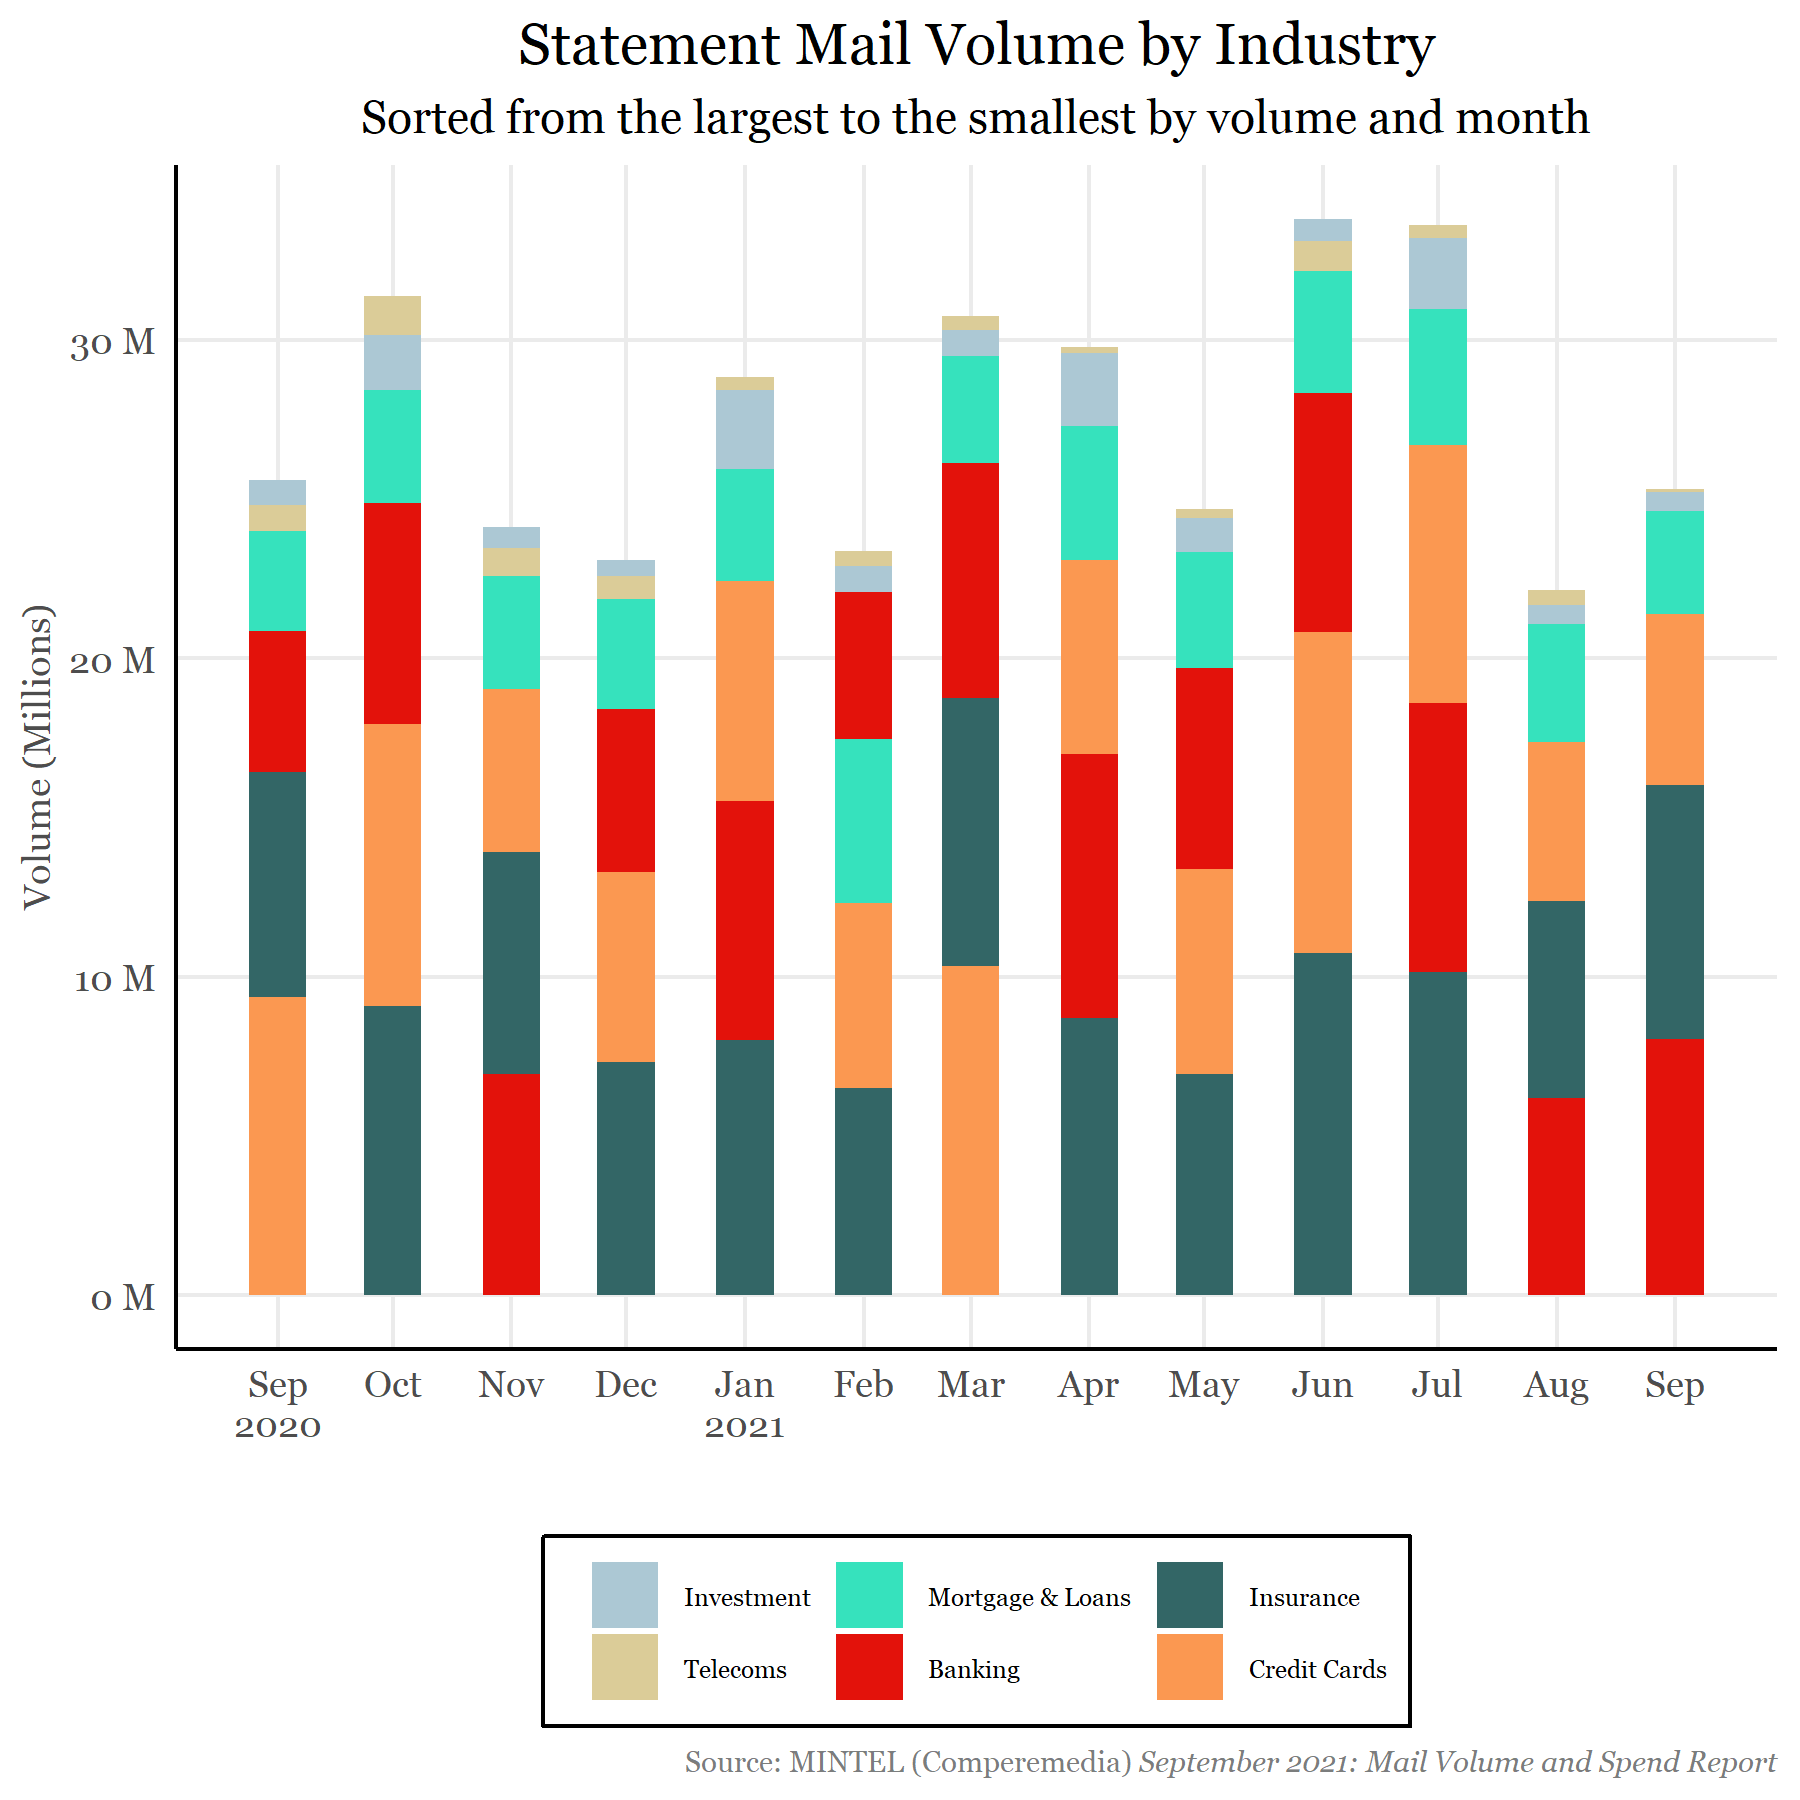 Statement Mail Volume by Industry
Sorted from the largest to the smallest by volume and month
Volume (Millions)
30 M
20 M
10 M
0 M
Sep Oct Nov Dec Jan Feb Mar Apr May Jun Jul Aug Sep
2020 2021
Investment Mortgage & Loans Insurance
Telecoms Banking Credit Cards
Source: MINTEL (Comperemedia) September 2021: Mail Volume and Spend Report